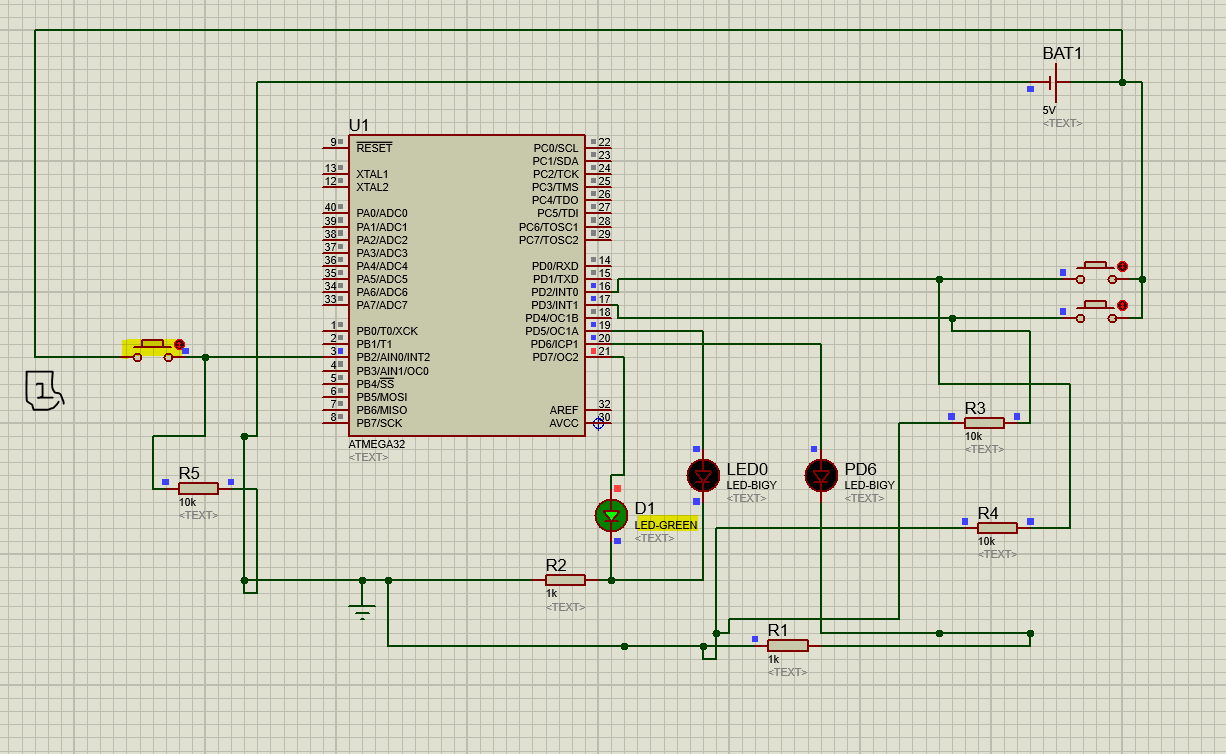 BAT1
5V
<TEXT>
U1
9 RESET
13 XTAL1
12 XTAL2
40 PA0/ADC0
39 PA1/ADC1
38 PA2/ADC2
37 PA3/ADC3
36 PA4/ADC4
35 PA5/ADC5
34 PA6/ADC6
33 PA7/ADC7
1 PB0/T0/XCK
2 PB1/T1
3 PB2/AIN0/INT2
4 PB3/AIN1/OC0
5 PB4/SS
6 PB5/MOSI
7 PB6/MISO
8 PB7/SCK
PC0/SCL 22
PC1/SDA 23
PC2/TCK 24
PC3/TMS 25
PC4/TDO 26
PC5/TDI 27
PC6/TOSC1 28
PC7/TOSC2 29
PD0/RXD 14
PD1/TXD 15
PD2/INT0 16
PD3/INT1 17
PD4/OC1B 18
PD5/OC1A 19
PD6/ICP1 20
PD7/OC2 21
AREF 32
AVCC 30
ATMEGA32
<TEXT>
1
R5
10k
<TEXT>
D1
LED-GREEN
<TEXT>
LED0
LED-BIGY
<TEXT>
PD6
LED-BIGY
<TEXT>
R3
10k
<TEXT>
R4
10k
<TEXT>
R2
1k
<TEXT>
R1
1k
<TEXT>